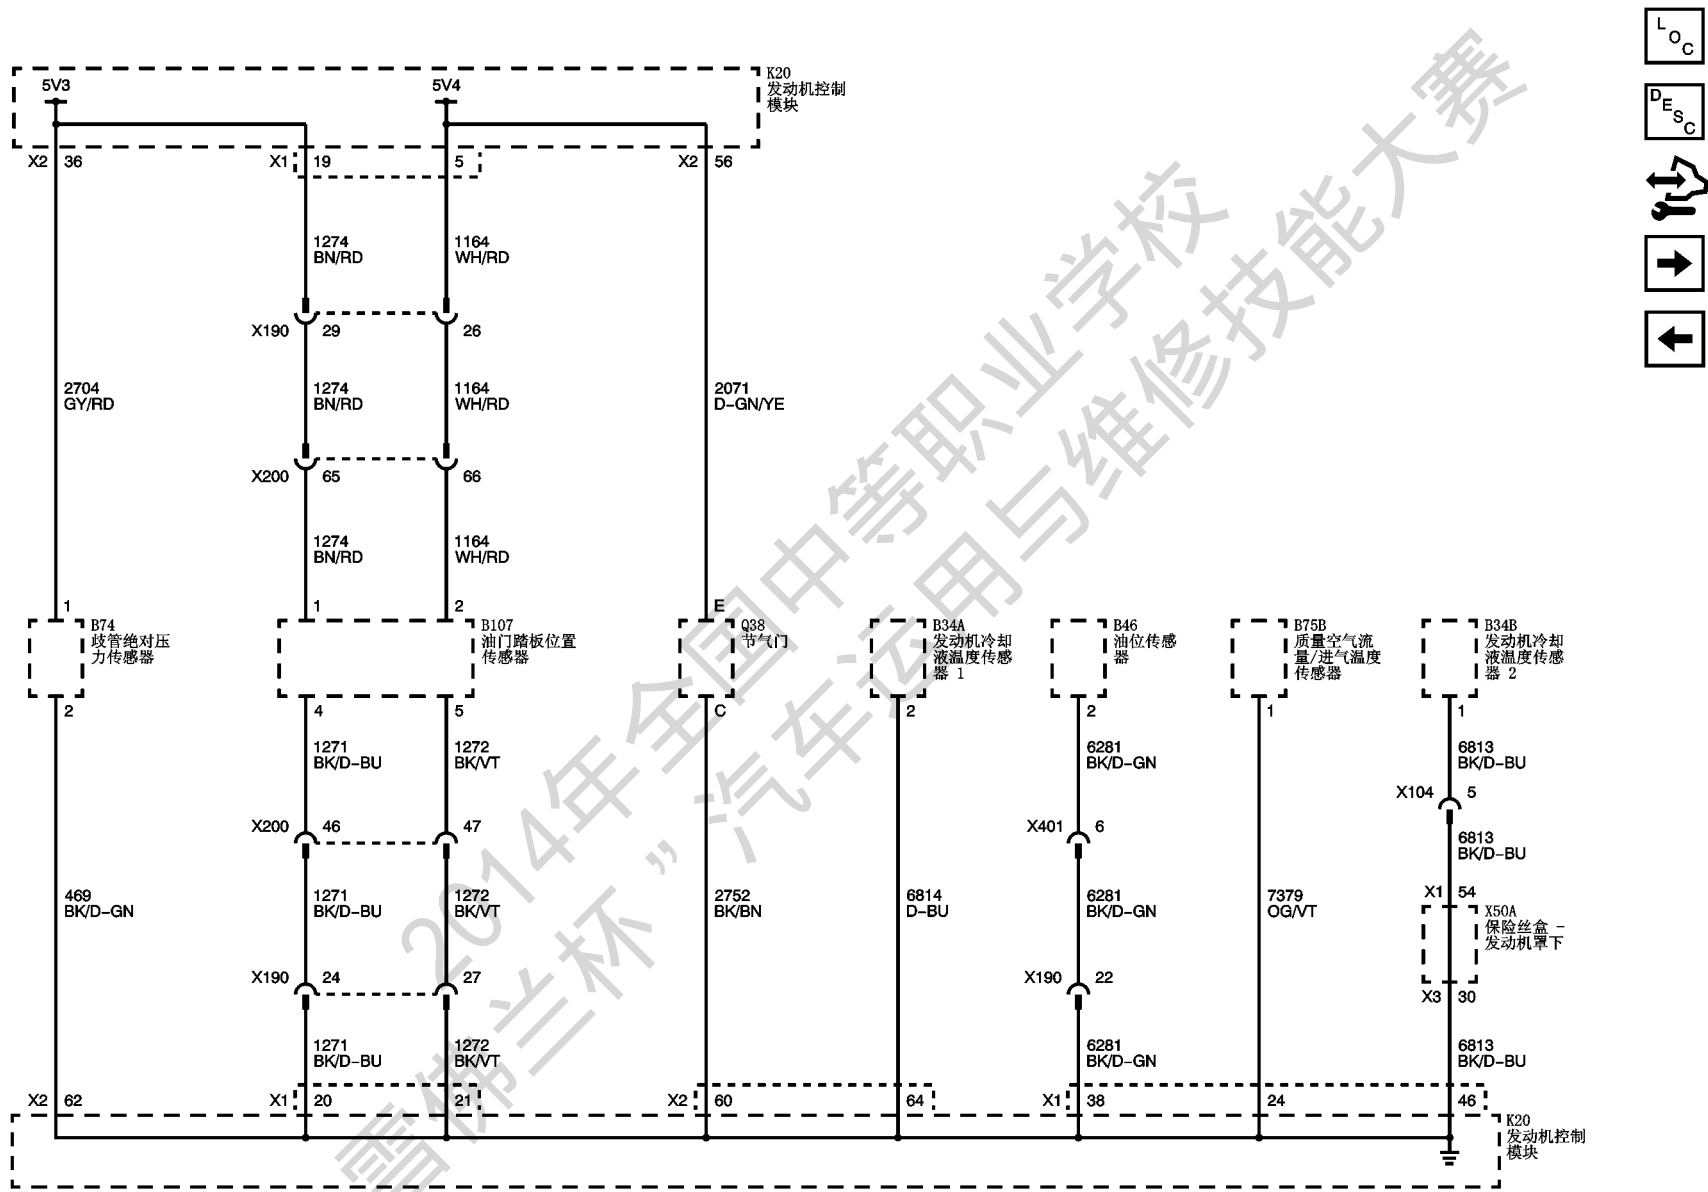 5V3
5V4
K20
发动机控制
模块
X2 36
X1 19
5
X2 56
1274
BN/RD
1164
WH/RD
X190 29
26
2704
GY/RD
1274
BN/RD
1164
WH/RD
2071
D-GN/YE
X200 65
66
1274
BN/RD
1164
WH/RD
1
1
2
E
B74
歧管绝对压
力传感器
B107
油门踏板位置
传感器
Q38
节气门
B34A
发动机冷却
液温度传感
器 1
B46
油位传感
器
B75B
质量空气流
量/进气温度
传感器
B34B
发动机冷却
液温度传感
器 2
2
4
5
C
2
2
1
1
1271
BK/D-BU
1272
BK/VT
6281
BK/D-GN
6813
BK/D-BU
X104 5
X200 46
47
X401 6
6813
BK/D-BU
469
BK/D-GN
1271
BK/D-BU
1272
BK/VT
2752
BK/BN
6814
D-BU
6281
BK/D-GN
7379
OG/VT
X1 54
X50A
保险丝盒 -
发动机罩下
X190 24
27
X190 22
X3 30
1271
BK/D-BU
1272
BK/VT
6281
BK/D-GN
6813
BK/D-BU
X2 62
X1 20
21
X2 60
64
X1 38
24
46
K20
发动机控制
模块
LOC
DESC
2014年全国中等职业学校
雪佛兰杯”汽车运用与维修技能大赛